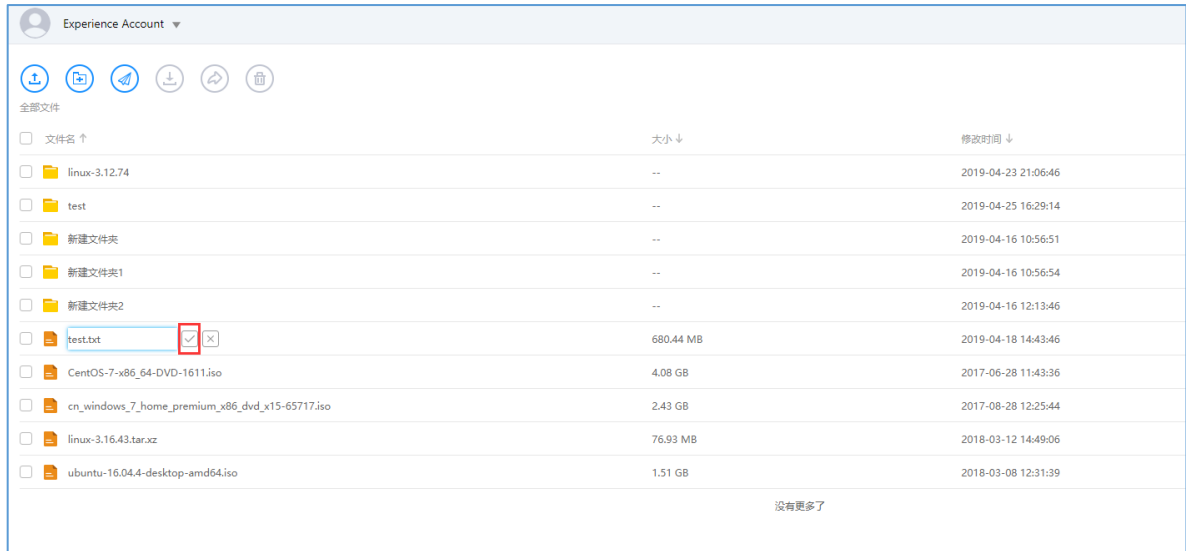 Experience Account
全部文件
文件名 大小 修改时间
linux-3.12.74 -- 2019-04-23 21:06:46
test -- 2019-04-25 16:29:14
新建文件夹 -- 2019-04-16 10:56:51
新建文件夹1 -- 2019-04-16 10:56:54
新建文件夹2 -- 2019-04-16 12:13:46
test.txt 680.44 MB 2019-04-18 14:43:46
CentOS-7-x86_64-DVD-1611.iso 4.08 GB 2017-06-28 11:43:36
cn_windows_7_home_premium_x86_dvd_x15-65717.iso 2.43 GB 2017-08-28 12:25:44
linux-3.16.43.tar.xz 76.93 MB 2018-03-12 14:49:06
ubuntu-16.04.4-desktop-amd64.iso 1.51 GB 2018-03-08 12:31:39
没有更多了